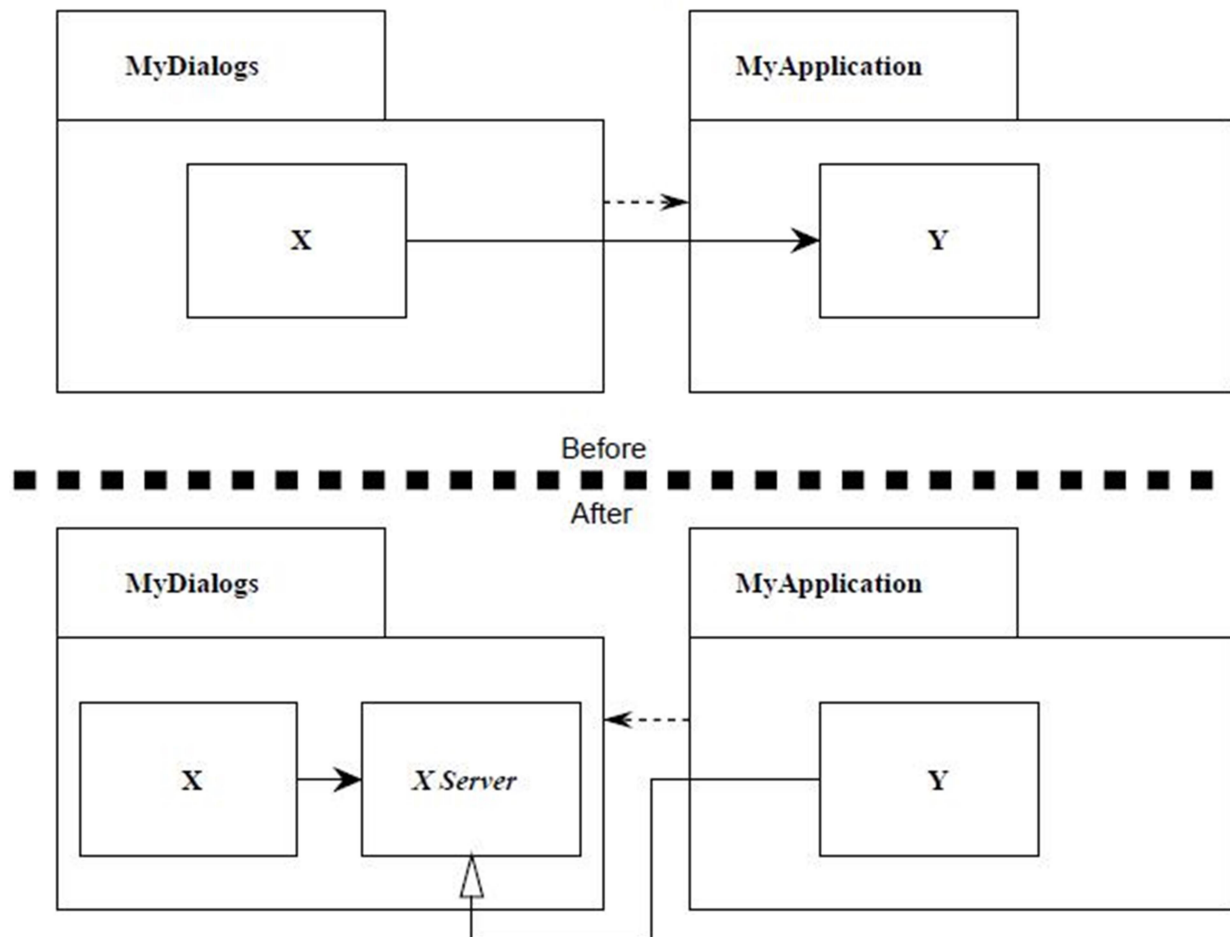 MyDialogs
MyApplication
X
Y
Before
After
MyDialogs
MyApplication
X
X Server
Y